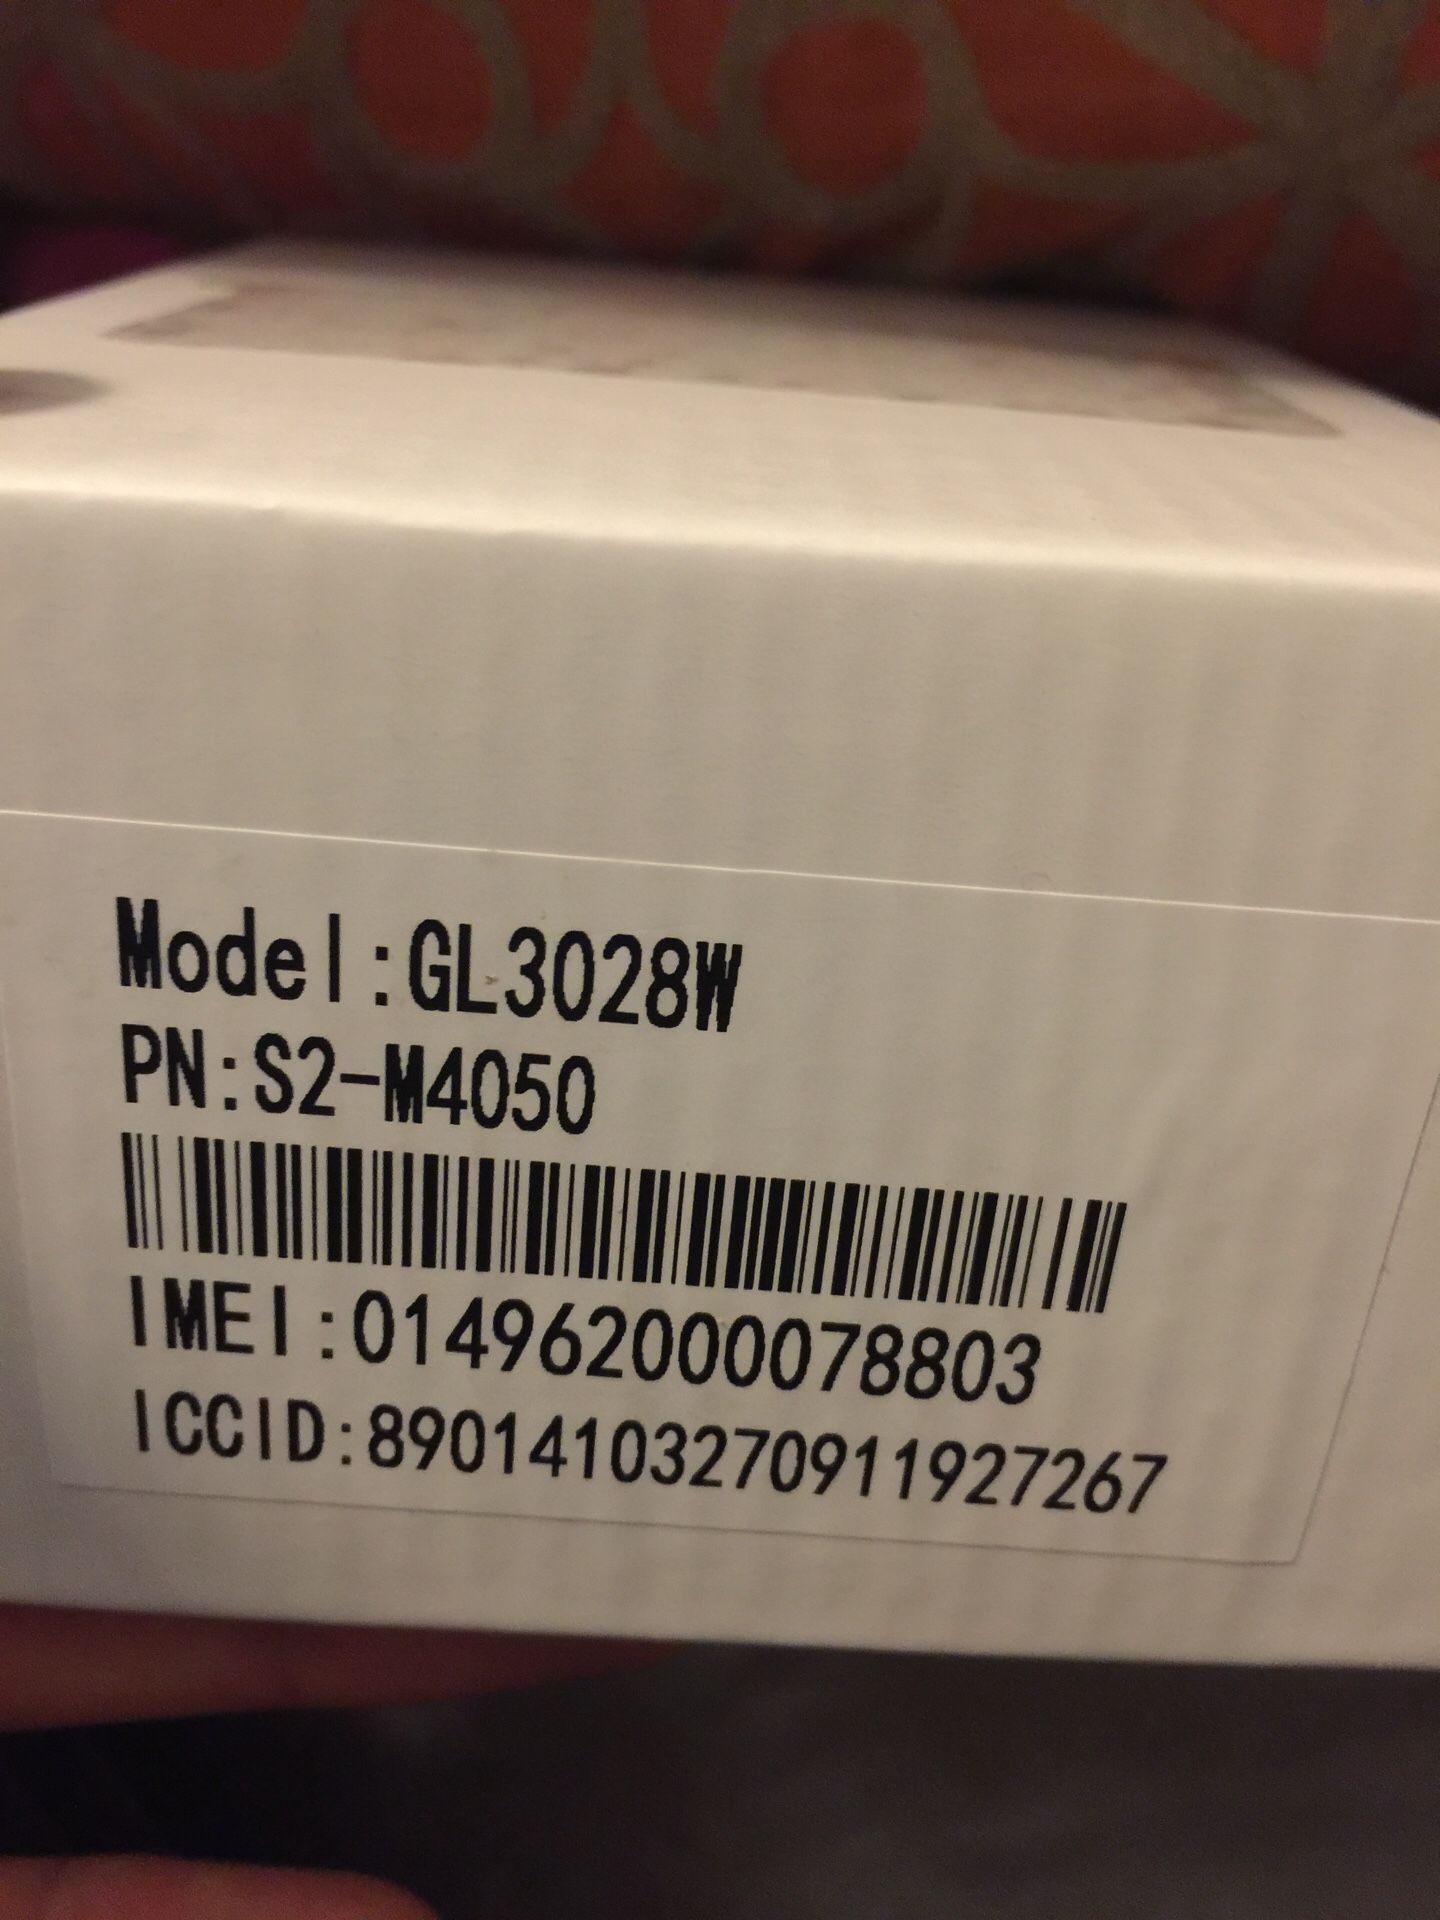 Model:GL3028W
PN:S2-M4050
IMEI:014962000078803
ICCID:89014103270911927267